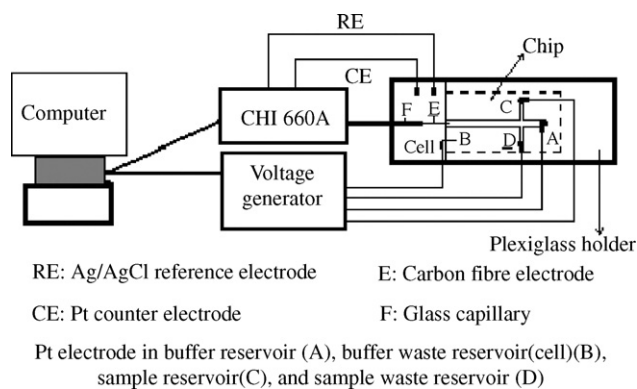 RE
Chip
CE
Computer
CHI 660A
F
E
C
Cell
B
D
A
Voltage
generator
Plexiglass holder
RE: Ag/AgCl reference electrode
E: Carbon fibre electrode
CE: Pt counter electrode
F: Glass capillary
Pt electrode in buffer reservoir (A), buffer waste reservoir(cell)(B),
sample reservoir(C), and sample waste reservoir (D)